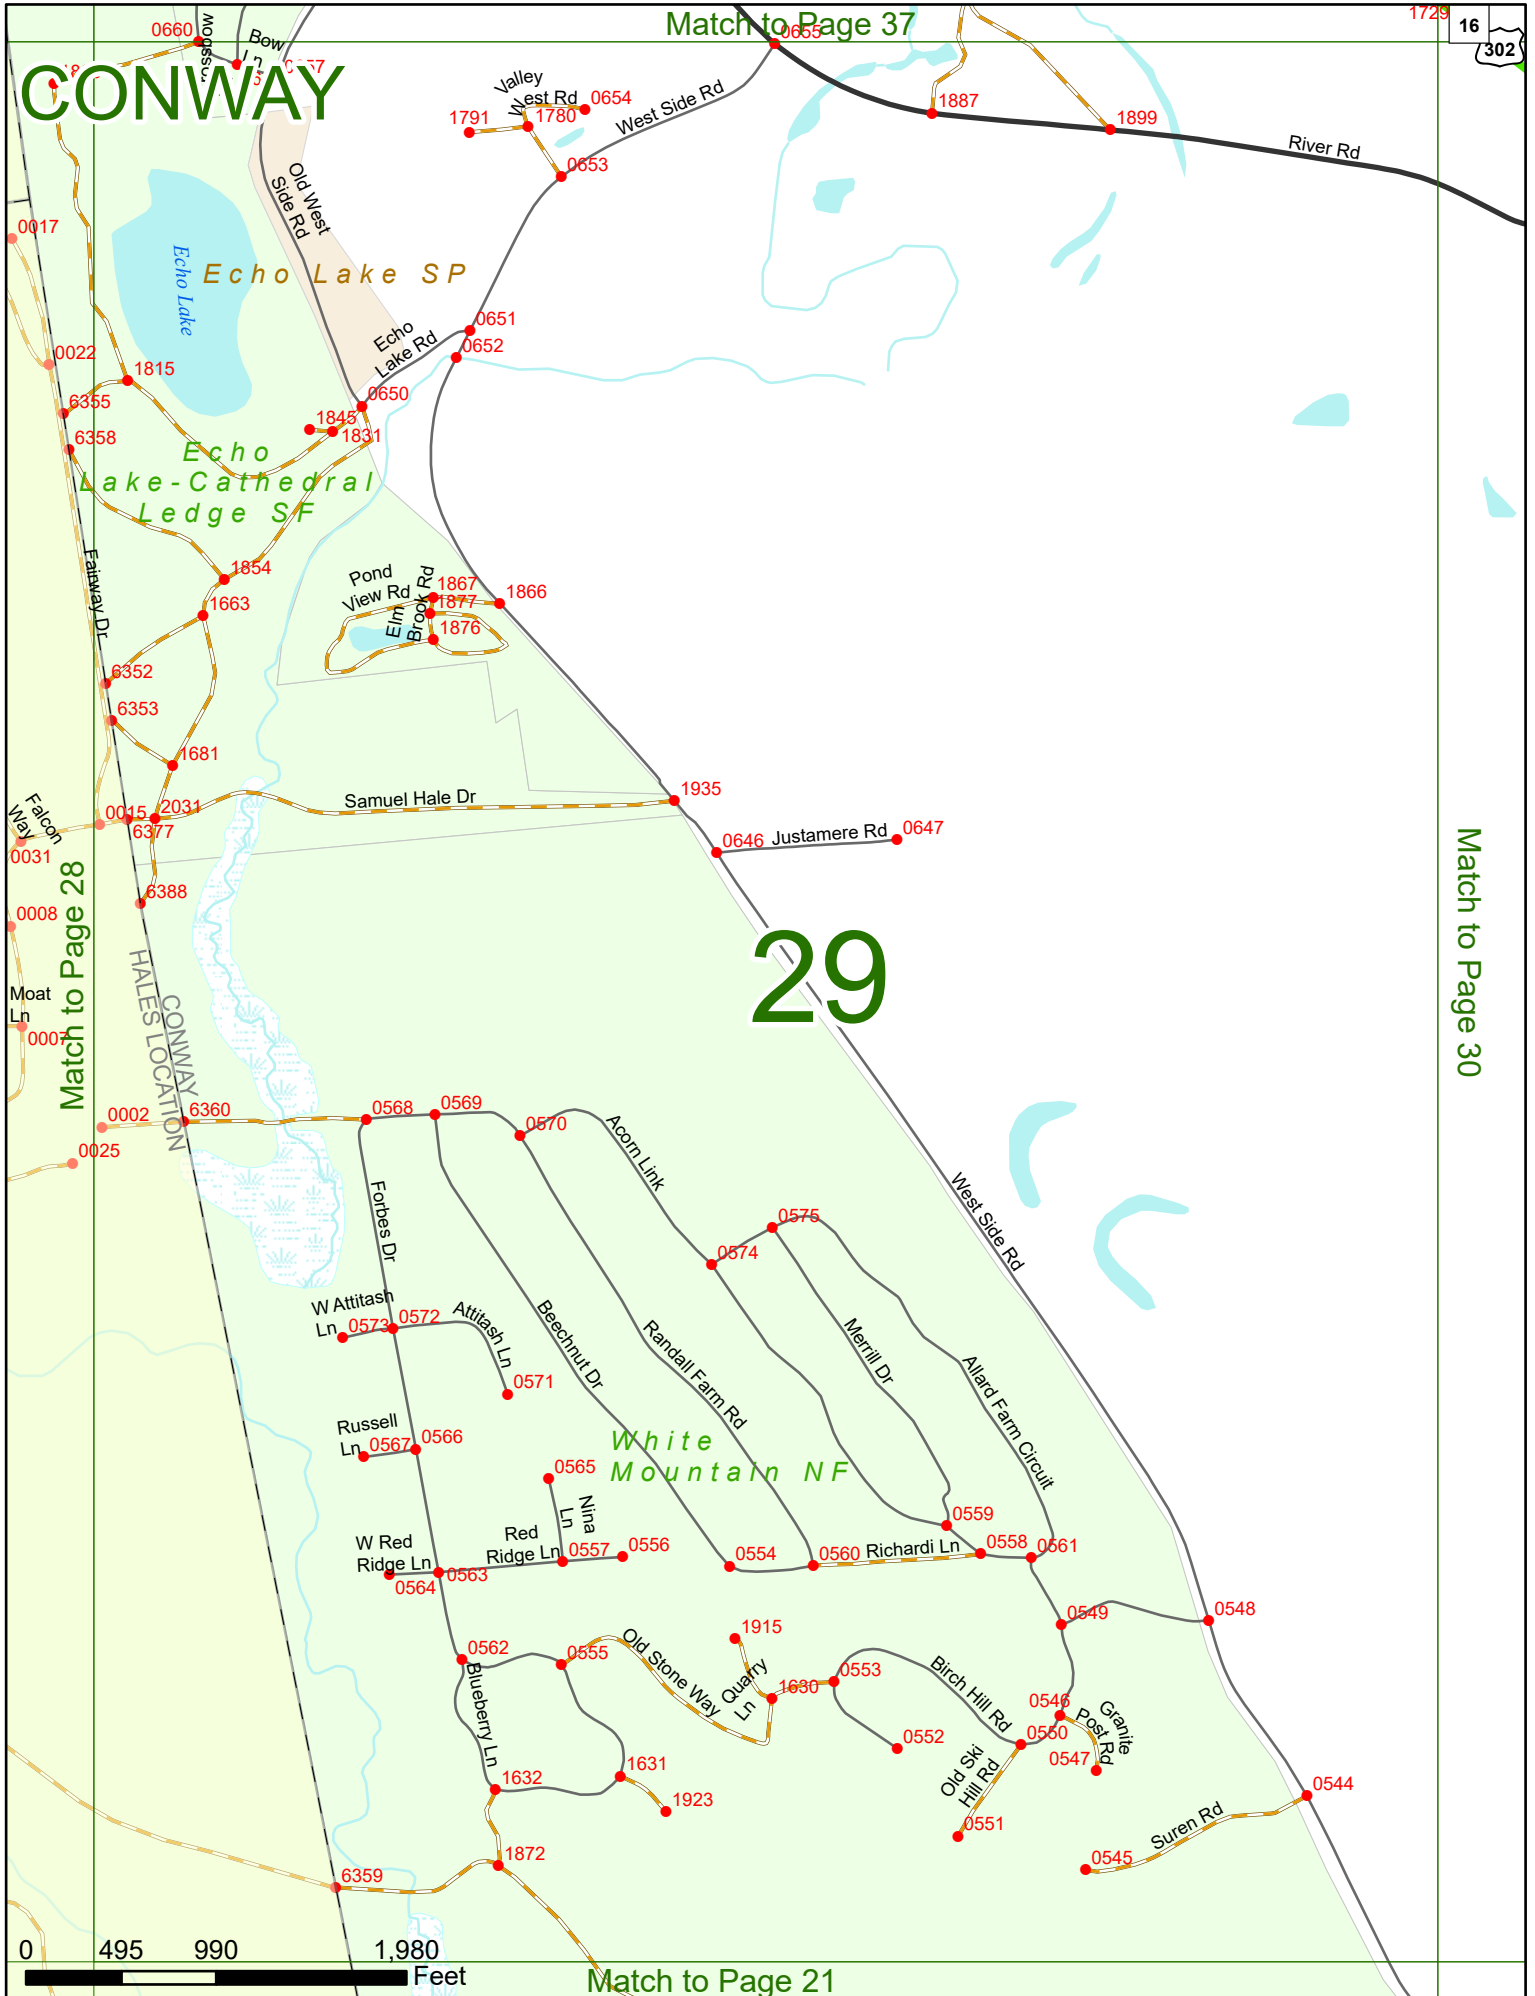 Match to Page 37
1729
16
302
0660
rossbow
Bow
Ln
0655
CONWAY
Valley
West Rd
0654
1791
1780
West Side Rd
0653
1887
1899
River Rd
Old West
Side Rd
0017
Echo Lake
Echo Lake SP
0651
0652
Echo
Lake Rd
0022
1815
0650
6355
1845
1831
6358
Echo
Lake-Cathedral
Ledge SF
Fairway Dr
1854
1663
Pond
View Rd
Elm
Brook Rd
1867
1877
1876
1866
6352
6353
1681
Falcon
Way
0015
2031
6377
0031
Samuel Hale Dr
1935
0646
Justamere Rd
0647
Match to Page 28
6388
0008
Moat
Ln
0007
CONWAY
HALES LOCATION
29
Match to Page 30
0002
6360
0025
0568
0569
0570
Acorn Link
Forbes Dr
West Side Rd
0575
0574
W Attitash
Ln
0573
0572
Attitash Ln
0571
Beechnut Dr
Randall Farm Rd
Merrill Dr
Allard Farm Circuit
Russell
Ln
0567
0566
White
Mountain NF
0565
Nina
Ln
W Red
Ridge Ln
0564
0563
Red
Ridge Ln
0557
0556
0554
0560
Richardi Ln
0559
0558
0561
0549
0548
0562
0555
Old Stone Way
1915
Quarry
Ln
1630
0553
Birch Hill Rd
0552
0546
0550
Granite
Post Rd
0547
Blueberry Ln
1632
1631
1923
Old Ski
Hill Rd
0551
0544
Suren Rd
0545
1872
6359
0 495 990 1,980
Feet
Match to Page 21